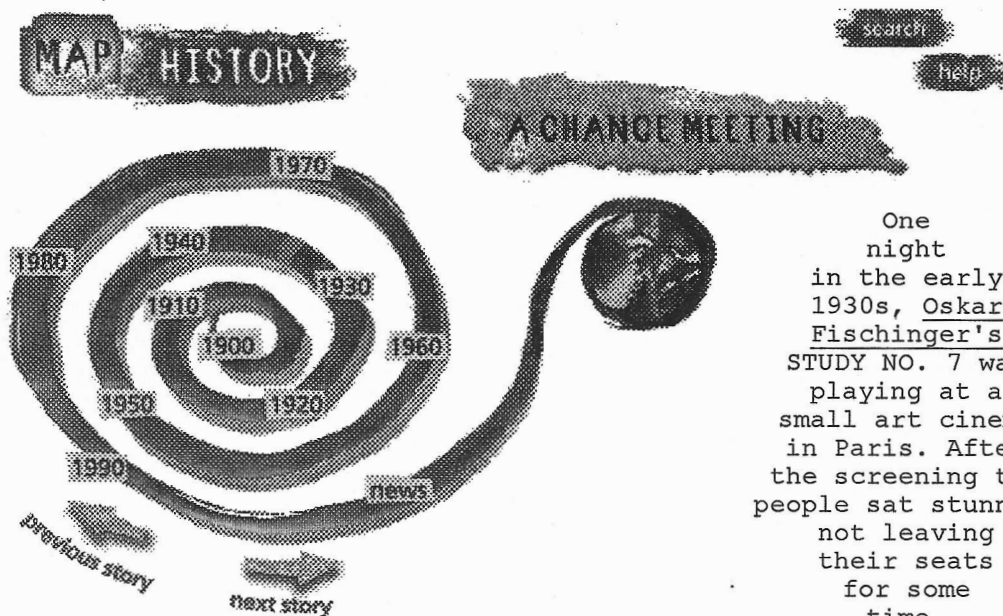 MAP HISTORY
search
help
A CHANCE MEETING
1970
1980
1940
1930
1910
1900
1960
1950
1920
1990
news
previous story
next story
One
night
in the early
1930s, Oskar
Fischinger's
STUDY NO. 7 wa
playing at a
small art cinem
in Paris. Afte
the screening t
people sat stunn
not leaving
their seats
for some
time